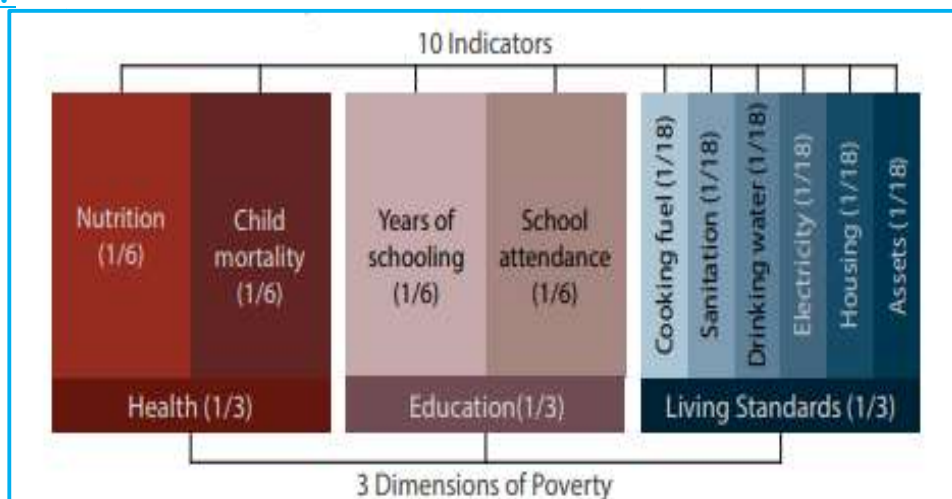 10 Indicators
Nutrition
(1/6)
Child
mortality
(1/6)
Years of
schooling
(1/6)
School
attendance
(1/6)
Cooking fuel (1/18)
Sanitation (1/18)
Drinking water (1/18)
Electricity (1/18)
Housing (1/18)
Assets (1/18)
Health (1/3)
Education(1/3)
Living Standards (1/3)
3 Dimensions of Poverty